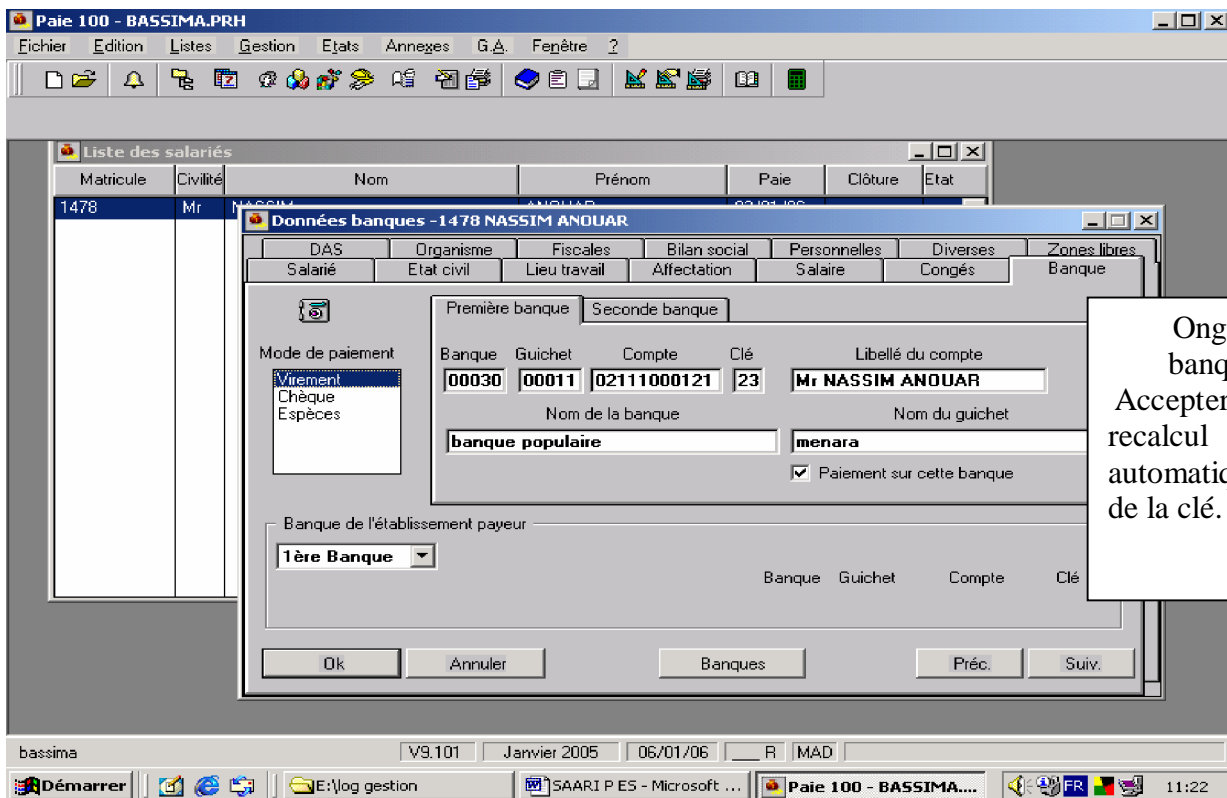 Paie 100 - BASSIMA.PRH
Fichier Edition Listes Gestion Etats Annexes G.A. Fenêtre ?
Liste des salariés
Matricule Civilité Nom Prénom Paie Clôture Etat
1478 Mr
Données banques -1478 NASSIM ANOUAR
DAS Organisme Fiscales Bilan social Personnelles Diverses Zones libres
Salarié Etat civil Lieu travail Affectation Salaire Congés Banque
Première banque Seconde banque
Mode de paiement
Virement
Chèque
Espèces
Banque Guichet Compte Clé Libellé du compte
00030 00011 02111000121 23 Mr NASSIM ANOUAR
Nom de la banque Nom du guichet
banque populaire menara
Paiement sur cette banque
Banque de l'établissement payeur
1ère Banque
Banque Guichet Compte Clé
Ok Annuler Banques Préc. Suiv.
Ong
banq
Accepter
recalcul
automatiq
de la clé.
bassima V9.101 Janvier 2005 06/01/06 ___ R MAD
Démarrer E:\log gestion SAARI P ES - Microsoft ... Paie 100 - BASSIMA.... FR 11:22